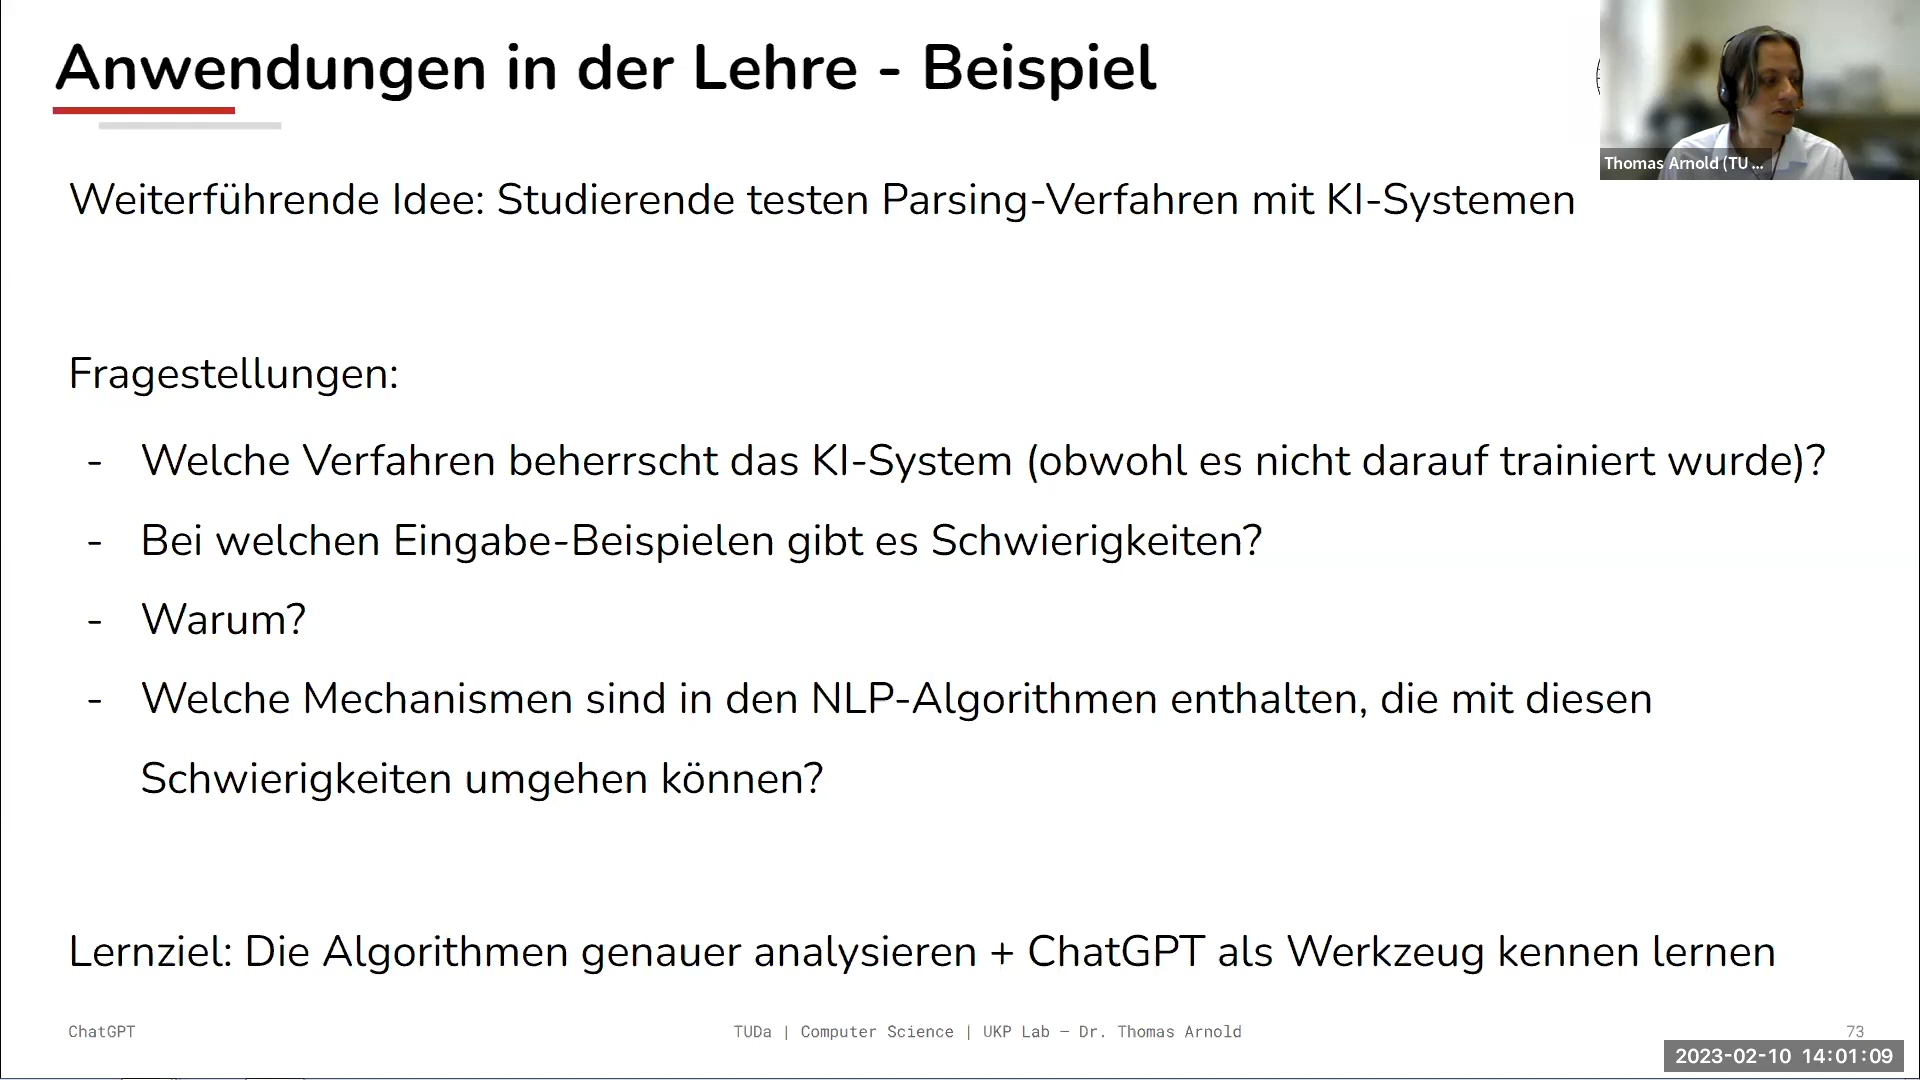 Anwendungen in der Lehre - Beispiel
Thomas Arnold (TU ...
Weiterführende Idee: Studierende testen Parsing-Verfahren mit KI-Systemen
Fragestellungen:
- Welche Verfahren beherrscht das KI-System (obwohl es nicht darauf trainiert wurde)?
- Bei welchen Eingabe-Beispielen gibt es Schwierigkeiten?
- Warum?
- Welche Mechanismen sind in den NLP-Algorithmen enthalten, die mit diesen
Schwierigkeiten umgehen können?
Lernziel: Die Algorithmen genauer analysieren + ChatGPT als Werkzeug kennen lernen
ChatGPT
TUDa | Computer Science | UKP Lab – Dr. Thomas Arnold
73
2023-02-10 14:01:09